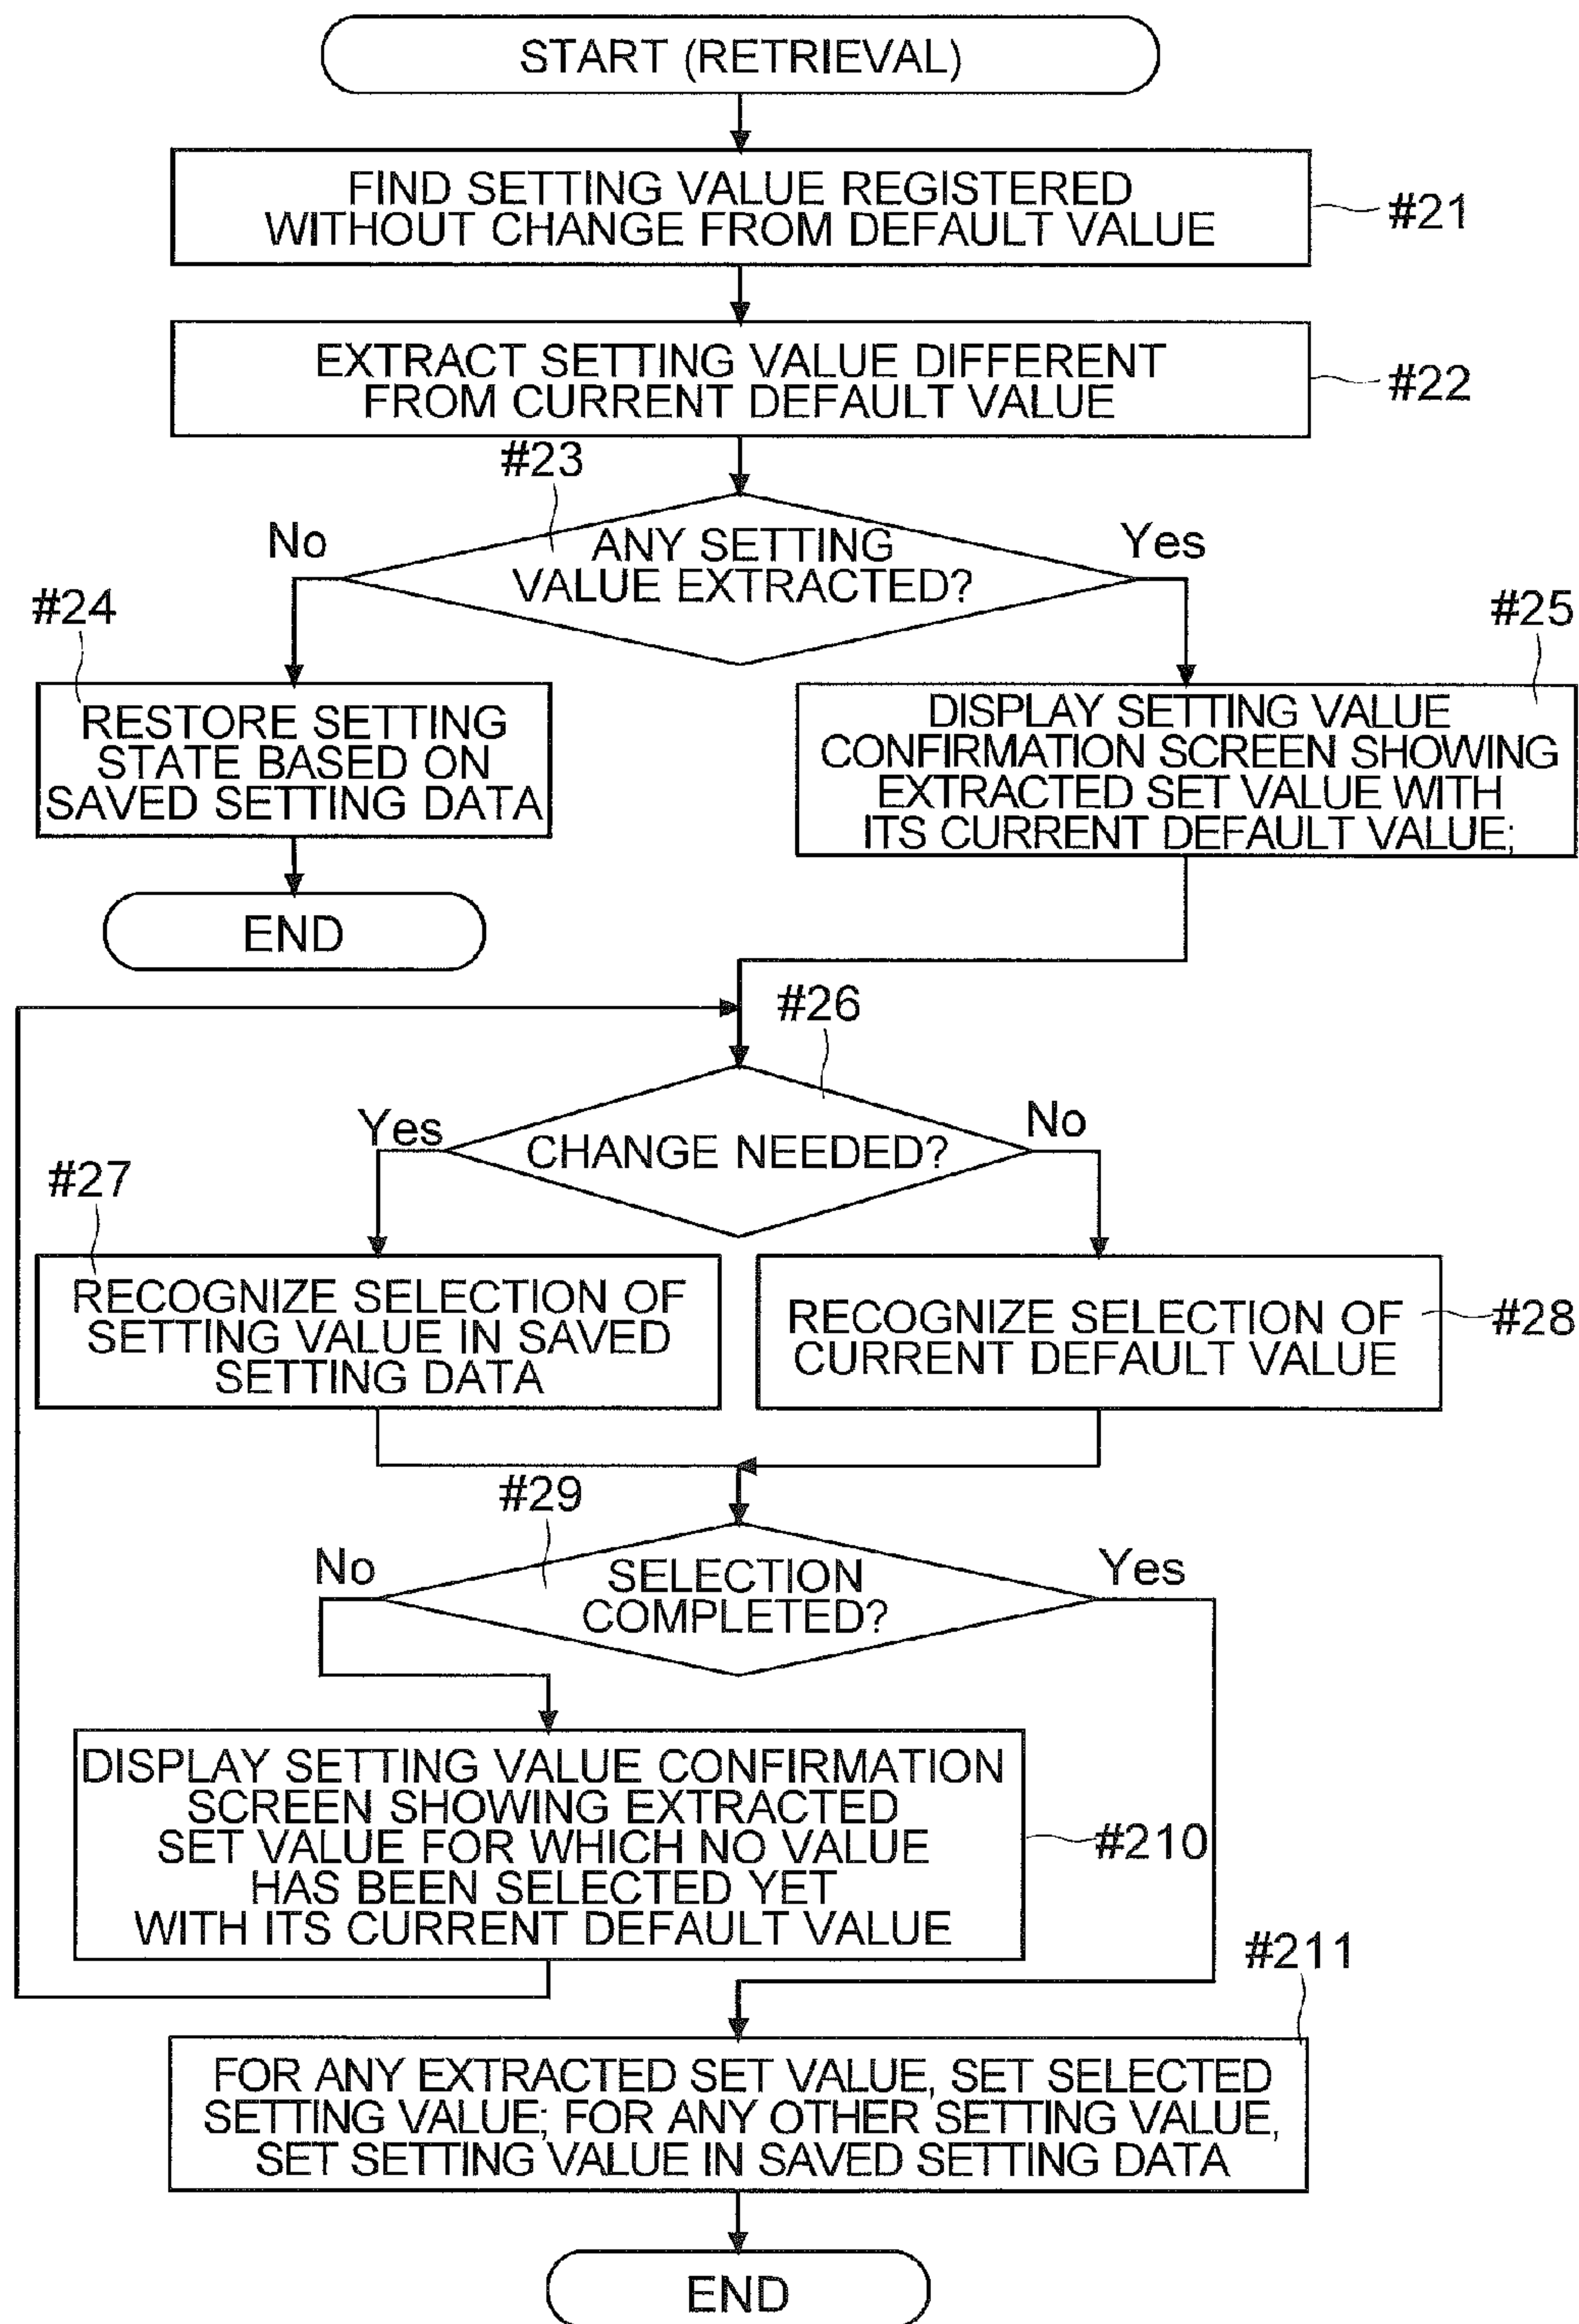 START (RETRIEVAL)
FIND SETTING VALUE REGISTERED
WITHOUT CHANGE FROM DEFAULT VALUE
#21
EXTRACT SETTING VALUE DIFFERENT
FROM CURRENT DEFAULT VALUE
#22
#23
No
ANY SETTING
VALUE EXTRACTED?
Yes
#24
RESTORE SETTING
STATE BASED ON
SAVED SETTING DATA
END
#25
DISPLAY SETTING VALUE
CONFIRMATION SCREEN SHOWING
EXTRACTED SET VALUE WITH
ITS CURRENT DEFAULT VALUE;
#26
Yes
CHANGE NEEDED?
No
#27
RECOGNIZE SELECTION OF
SETTING VALUE IN SAVED
SETTING DATA
RECOGNIZE SELECTION OF
CURRENT DEFAULT VALUE
#28
#29
No
SELECTION
COMPLETED?
Yes
DISPLAY SETTING VALUE CONFIRMATION
SCREEN SHOWING EXTRACTED
SET VALUE FOR WHICH NO VALUE
HAS BEEN SELECTED YET
WITH ITS CURRENT DEFAULT VALUE
#210
#211
FOR ANY EXTRACTED SET VALUE, SET SELECTED
SETTING VALUE; FOR ANY OTHER SETTING VALUE,
SET SETTING VALUE IN SAVED SETTING DATA
END